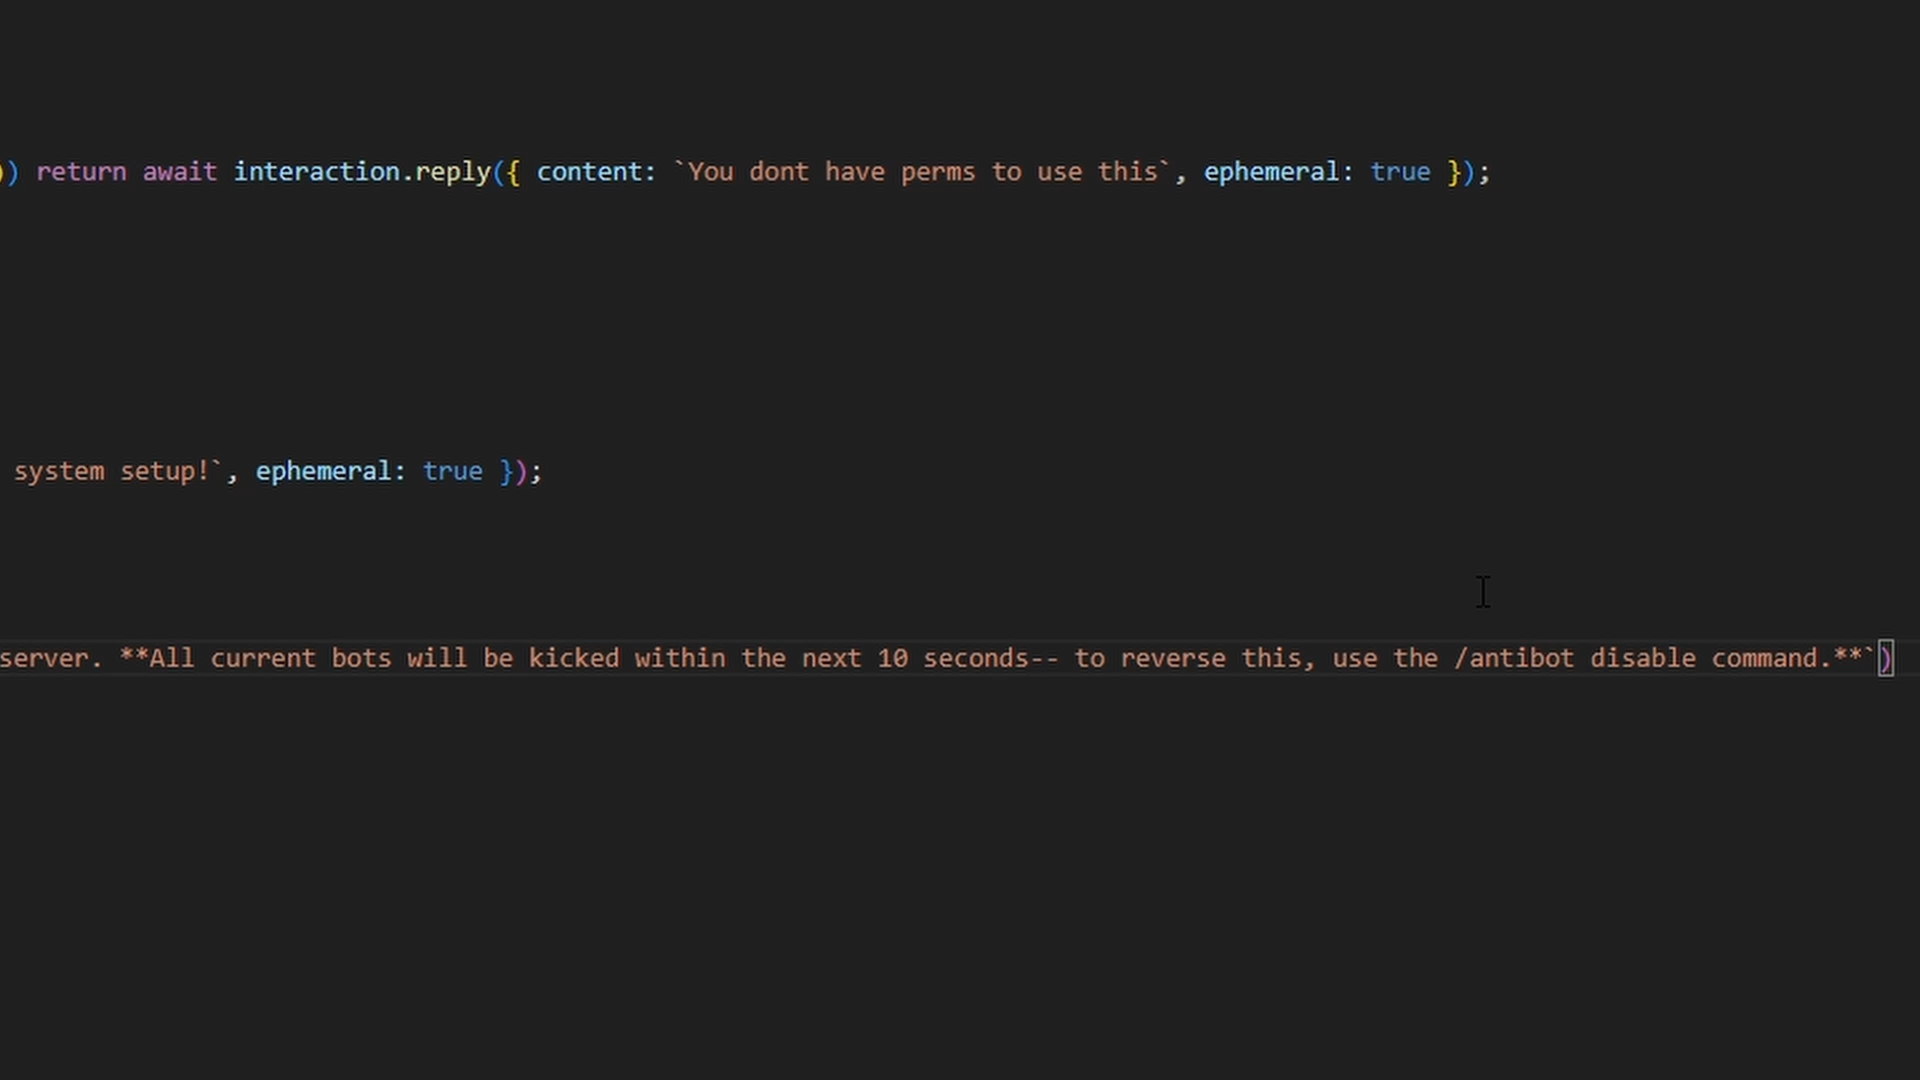 )) return await interaction.reply({ content: `You dont have perms to use this`, ephemeral: true });
system setup!`, ephemeral: true });
server. **All current bots will be kicked within the next 10 seconds-- to reverse this, use the /antibot disable command.**`)